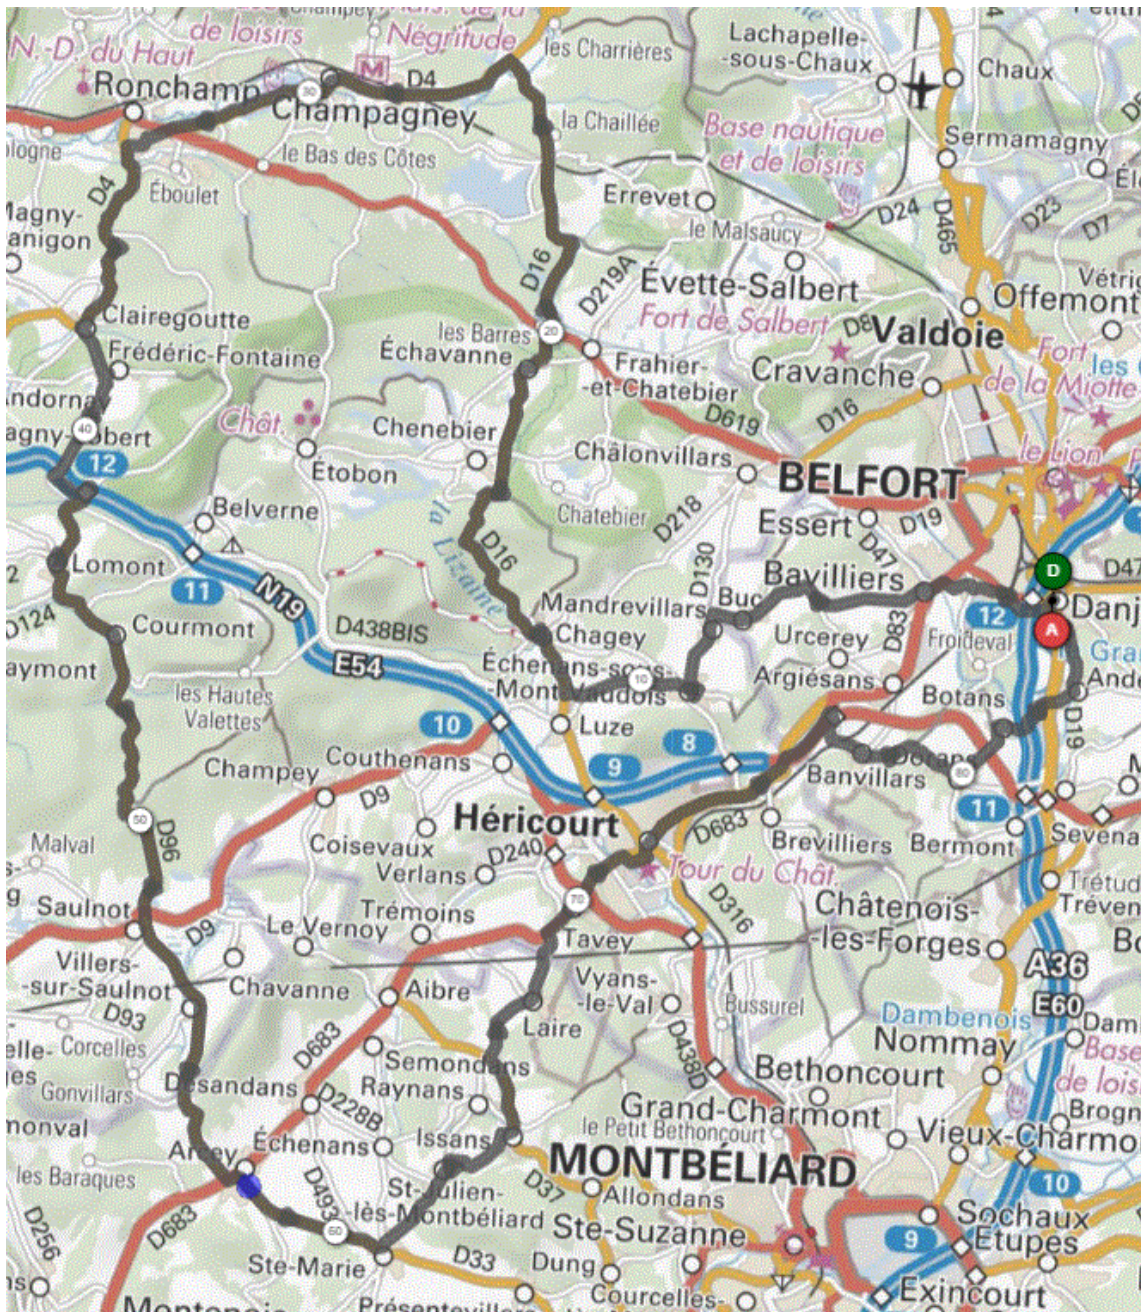 de loisirs
Négritude
N.-D. du Haut
Ronchamp
30
M
D4
Champagney
les Charrières
Lachapelle-
-sous-Chaux
Chaux
la Chaillée
Base nautique
et de loisirs
Sermamagny
le Bas des Côtes
Éboulet
D4
Errevet
D24
D465
D23
D7
le Malsaucy
Magny-
D16
D219A
Évette-Salbert
Offemont
Clairegoutte
les Barres
20
Fort de Salbert
D8
Valdoie
Frédéric-Fontaine
Échavanne
Frahier-
-et-Chatebier
Cravanche
Fort
de la Miotte
Chât.
Chenebier
D619
D16
40
12
Étobon
Châlonvillars
BELFORT
le Lion
Belverne
la Lizaine
Chatebier
D218
Essert
D19
D47
Lomont
11
N19
D16
D130
Bavilliers
D
D47
D124
Courmont
D438BIS
Mandrevillars
Buc
Chagey
Urcerey
D83
12
Froideval
A
E54
Échenans-sous-
-Mont-Vaudois
10
Argiésans
Botans
les Hautes
Valettes
10
Luze
8
D19
Couthenans
9
Banvillars
80
Champey
D9
11
50
D96
Héricourt
D683
Brevilliers
Bermont
Malval
Coisevaux
D240
Verlans
Tour du Chât.
Saulnot
D9
Le Vernoy
Trémoins
70
Tavey
D316
Châtenois-
-les-Forges
Villers-
-sur-Saulnot
Chavanne
Aibre
Vyans-
-le-Val
Bussurel
A36
E60
D93
Corcelles
D683
Laire
Dambenois
Nommay
Gonvillars
Semondans
D438D
Désandans
Raynans
Bethoncourt
D228B
Grand-Charmont
Arcey
Échenans
Issans
le Petit Bethoncourt
les Baraques
MONTBÉLIARD
10
D493
St-Julien-
-lès-Montbéliard
D37
Allondans
D256
D683
60
Ste-Suzanne
Sochaux
9
Étupes
Ste-Marie
D33
Dung
Courcelles-
Exincourt
Présentevillers